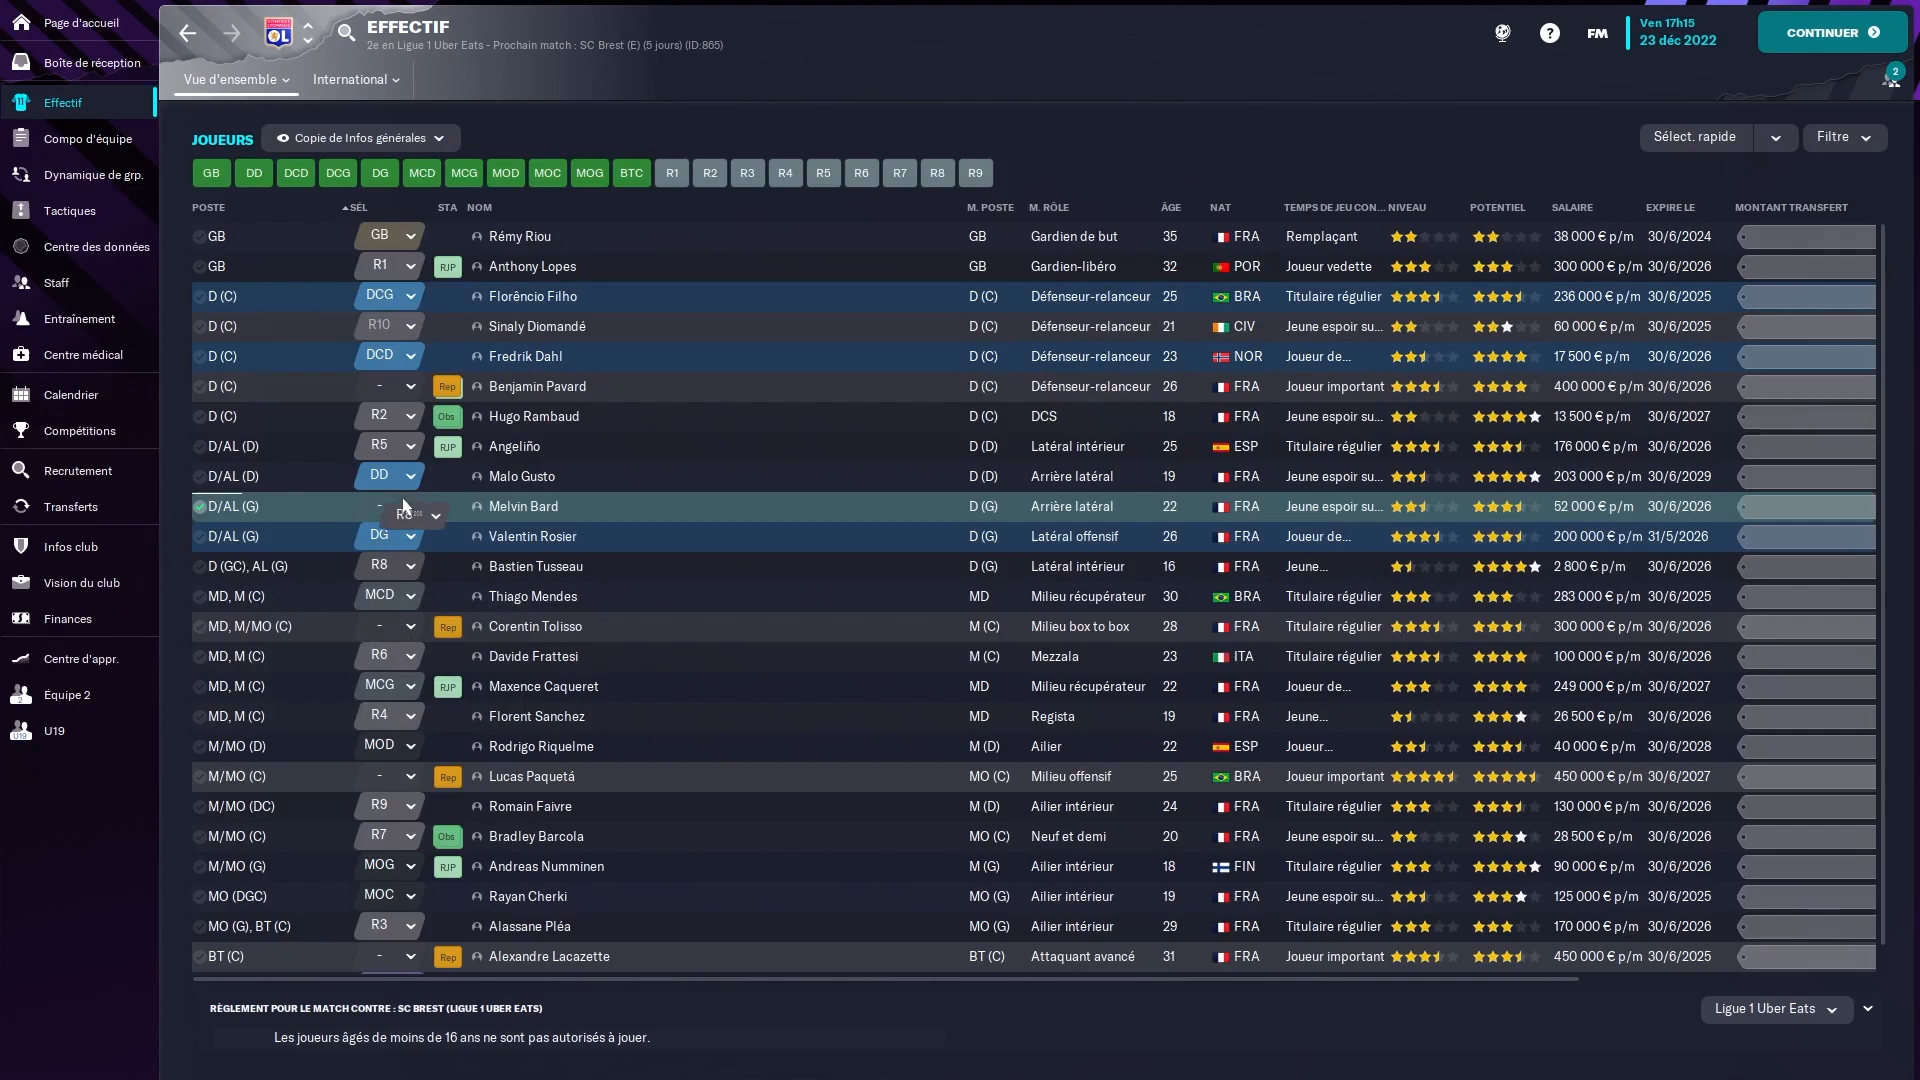 Page d'accueil
Boîte de réception
Effectif
Compo d'équipe
Dynamique de grp.
Tactiques
Centre des données
Staff
Entraînement
Centre médical
Calendrier
Compétitions
Recrutement
Transferts
Infos club
Vision du club
Finances
Centre d'appr.
2 Équipe 2
U19 U19
OL
EFFECTIF
2e en Ligue 1 Uber Eats - Prochain match : SC Brest (E) (5 jours) (ID:865)
? FM
Ven 17h15
23 déc 2022
CONTINUER
2
Vue d'ensemble International
JOUEURS Copie de Infos générales Sélect. rapide Filtre
GB DD DCD DCG DG MCD MCG MOD MOC MOG BTC R1 R2 R3 R4 R5 R6 R7 R8 R9
POSTE SÉL STA NOM M. POSTE M. RÔLE ÂGE NAT TEMPS DE JEU CON... NIVEAU POTENTIEL SALAIRE EXPIRE LE MONTANT TRANSFERT
GB GB Rémy Riou GB Gardien de but 35 FRA Remplaçant 38 000 € p/m 30/6/2024
GB R1 RJP Anthony Lopes GB Gardien-libéro 32 POR Joueur vedette 300 000 € p/m 30/6/2026
D (C) DCG Florêncio Filho D (C) Défenseur-relanceur 25 BRA Titulaire régulier 236 000 € p/m 30/6/2025
D (C) R10 Sinaly Diomandé D (C) Défenseur-relanceur 21 CIV Jeune espoir su... 60 000 € p/m 30/6/2025
D (C) DCD Fredrik Dahl D (C) Défenseur-relanceur 23 NOR Joueur de... 17 500 € p/m 30/6/2026
D (C) - Rep Benjamin Pavard D (C) Défenseur-relanceur 26 FRA Joueur important 400 000 € p/m 30/6/2026
D (C) R2 Obs Hugo Rambaud D (C) DCS 18 FRA Jeune espoir su... 13 500 € p/m 30/6/2027
D/AL (D) R5 RJP Angeliño D (D) Latéral intérieur 25 ESP Titulaire régulier 176 000 € p/m 30/6/2026
D/AL (D) DD Malo Gusto D (D) Arrière latéral 19 FRA Jeune espoir su... 203 000 € p/m 30/6/2029
D/AL (G) - Melvin Bard D (G) Arrière latéral 22 FRA Jeune espoir su... 52 000 € p/m 30/6/2026
D/AL (G) DG Valentin Rosier D (G) Latéral offensif 26 FRA Joueur de... 200 000 € p/m 31/5/2026
D (GC), AL (G) R8 Bastien Tusseau D (G) Latéral intérieur 16 FRA Jeune... 2 800 € p/m 30/6/2026
MD, M (C) MCD Thiago Mendes MD Milieu récupérateur 30 BRA Titulaire régulier 283 000 € p/m 30/6/2025
MD, M/MO (C) - Rep Corentin Tolisso M (C) Milieu box to box 28 FRA Titulaire régulier 300 000 € p/m 30/6/2026
MD, M (C) R6 Davide Frattesi M (C) Mezzala 23 ITA Titulaire régulier 100 000 € p/m 30/6/2026
MD, M (C) MCG RJP Maxence Caqueret MD Milieu récupérateur 22 FRA Joueur de... 249 000 € p/m 30/6/2027
MD, M (C) R4 Florent Sanchez MD Regista 19 FRA Jeune... 26 500 € p/m 30/6/2026
M/MO (D) MOD Rodrigo Riquelme M (D) Ailier 22 ESP Joueur... 40 000 € p/m 30/6/2028
M/MO (C) - Rep Lucas Paquetá MO (C) Milieu offensif 25 BRA Joueur important 450 000 € p/m 30/6/2027
M/MO (DC) R9 Romain Faivre M (D) Ailier intérieur 24 FRA Titulaire régulier 130 000 € p/m 30/6/2026
M/MO (C) R7 Obs Bradley Barcola MO (C) Neuf et demi 20 FRA Jeune espoir su... 28 500 € p/m 30/6/2026
M/MO (G) MOG RJP Andreas Numminen M (G) Ailier intérieur 18 FIN Titulaire régulier 90 000 € p/m 30/6/2026
MO (DGC) MOC Rayan Cherki MO (G) Ailier intérieur 19 FRA Jeune espoir su... 125 000 € p/m 30/6/2025
MO (G), BT (C) R3 Alassane Pléa MO (G) Ailier intérieur 29 FRA Titulaire régulier 170 000 € p/m 30/6/2026
BT (C) - Rep Alexandre Lacazette BT (C) Attaquant avancé 31 FRA Joueur important 450 000 € p/m 30/6/2025
RÈGLEMENT POUR LE MATCH CONTRE : SC BREST (LIGUE 1 UBER EATS)
Ligue 1 Uber Eats
Les joueurs âgés de moins de 16 ans ne sont pas autorisés à jouer.